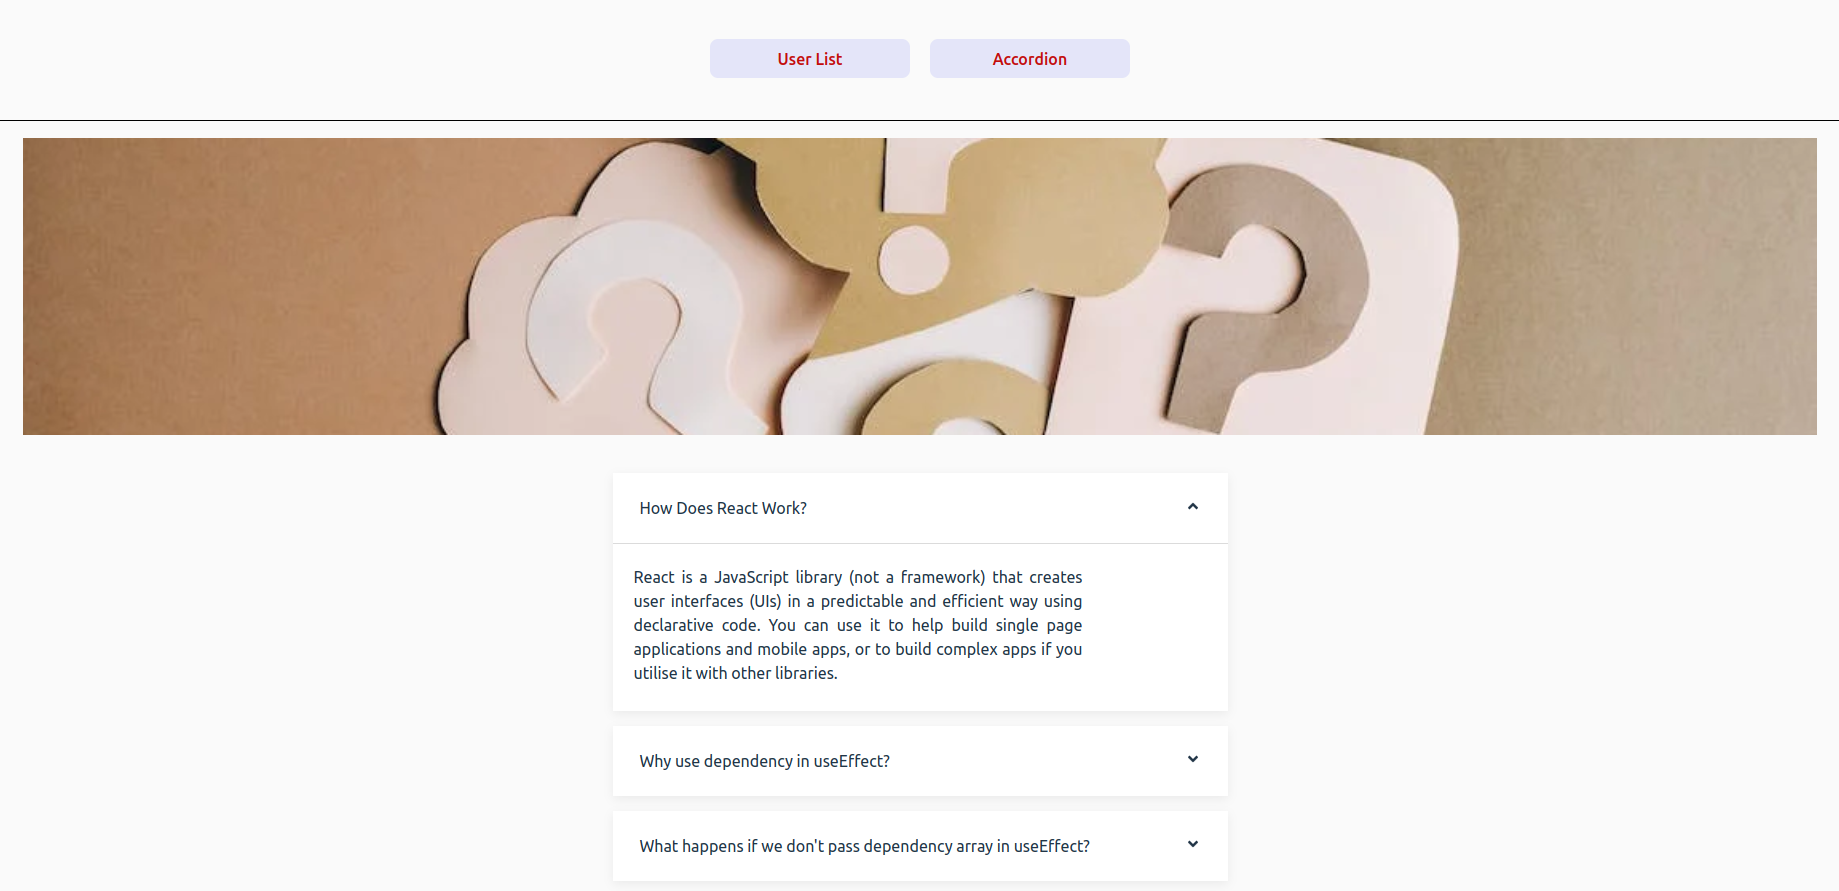 User List
Accordion
How Does React Work?
React is a JavaScript library (not a framework) that creates
user interfaces (UIs) in a predictable and efficient way using
declarative code. You can use it to help build single page
applications and mobile apps, or to build complex apps if you
utilise it with other libraries.
Why use dependency in useEffect?
What happens if we don't pass dependency array in useEffect?